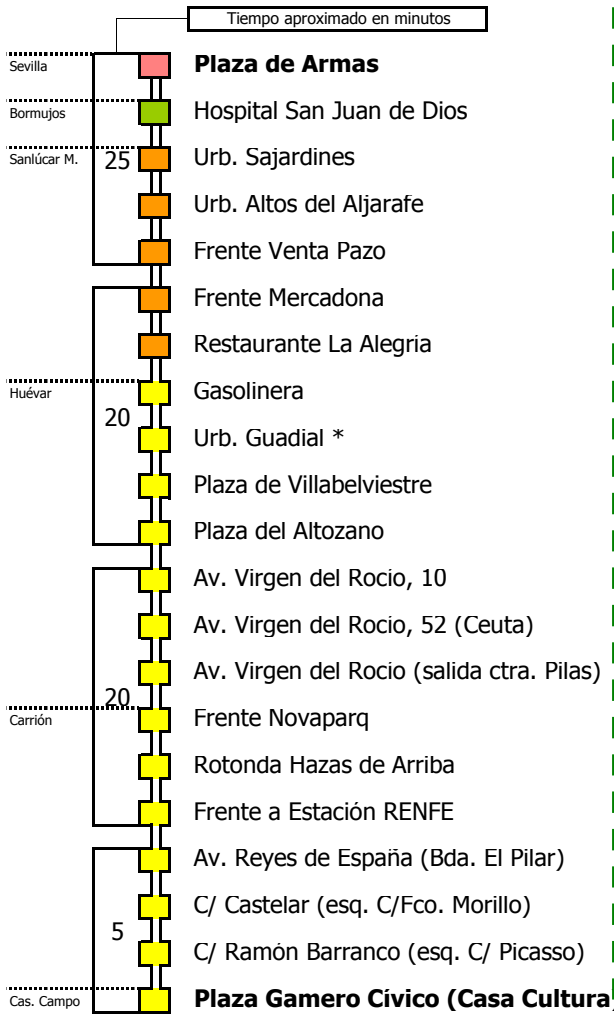 Tiempo aproximado en minutos
Sevilla Plaza de Armas
Bormujos Hospital San Juan de Dios
Sanlúcar M. 25 Urb. Sajardines
Urb. Altos del Aljarafe
Frente Venta Pazo
Frente Mercadona
Restaurante La Alegria
Huévar Gasolinera
20 Urb. Guadial *
Plaza de Villabelviestre
Plaza del Altozano
Av. Virgen del Rocio, 10
Av. Virgen del Rocio, 52 (Ceuta)
20 Av. Virgen del Rocio (salida ctra. Pilas)
Carrión Frente Novaparq
Rotonda Hazas de Arriba
Frente a Estación RENFE
Av. Reyes de España (Bda. El Pilar)
C/ Castelar (esq. C/Fco. Morillo)
5 C/ Ramón Barranco (esq. C/ Picasso)
Cas. Campo Plaza Gamero Cívico (Casa Cultura